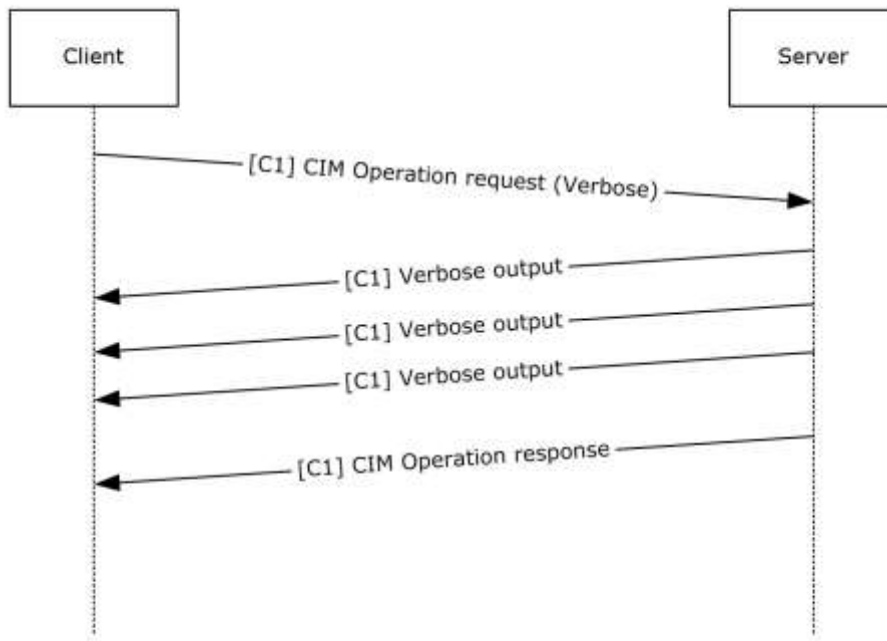 Client
Server
[C1] CIM Operation request (Verbose)
[C1] Verbose output
[C1] Verbose output
[C1] Verbose output
[C1] CIM Operation response